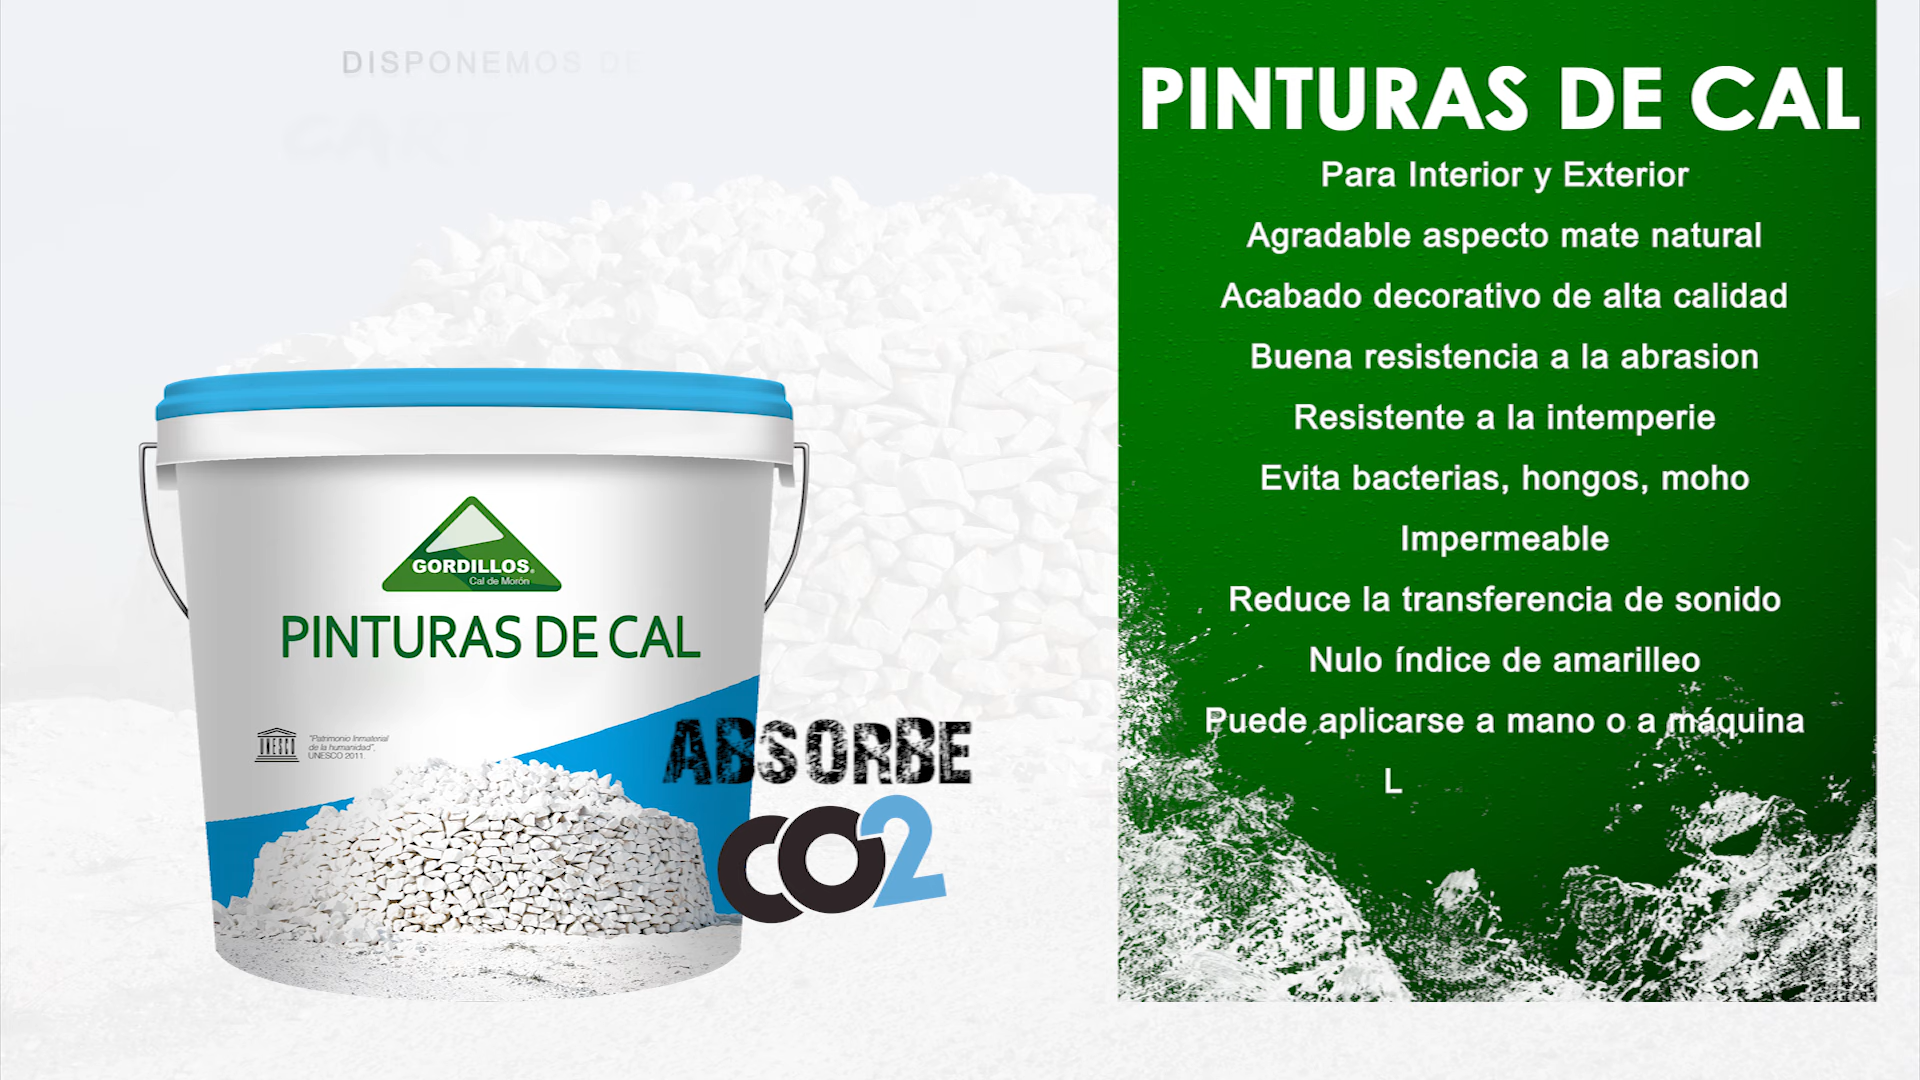 DISPONEMOS DE
PINTURAS DE CAL
Para Interior y Exterior
Agradable aspecto mate natural
Acabado decorativo de alta calidad
Buena resistencia a la abrasion
Resistente a la intemperie
Evita bacterias, hongos, moho
Impermeable
Reduce la transferencia de sonido
Nulo índice de amarilleo
Puede aplicarse a mano o a máquina
L
GORDILLOS®
Cal de Morón
PINTURAS DE CAL
UNESCO
"Patrimonio Inmaterial
de la humanidad",
UNESCO 2011.
ABSORBE
CO2